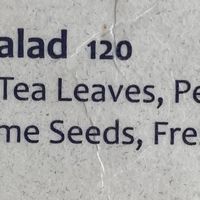 alad 120
Tea Leaves, Pe
me Seeds, Fre